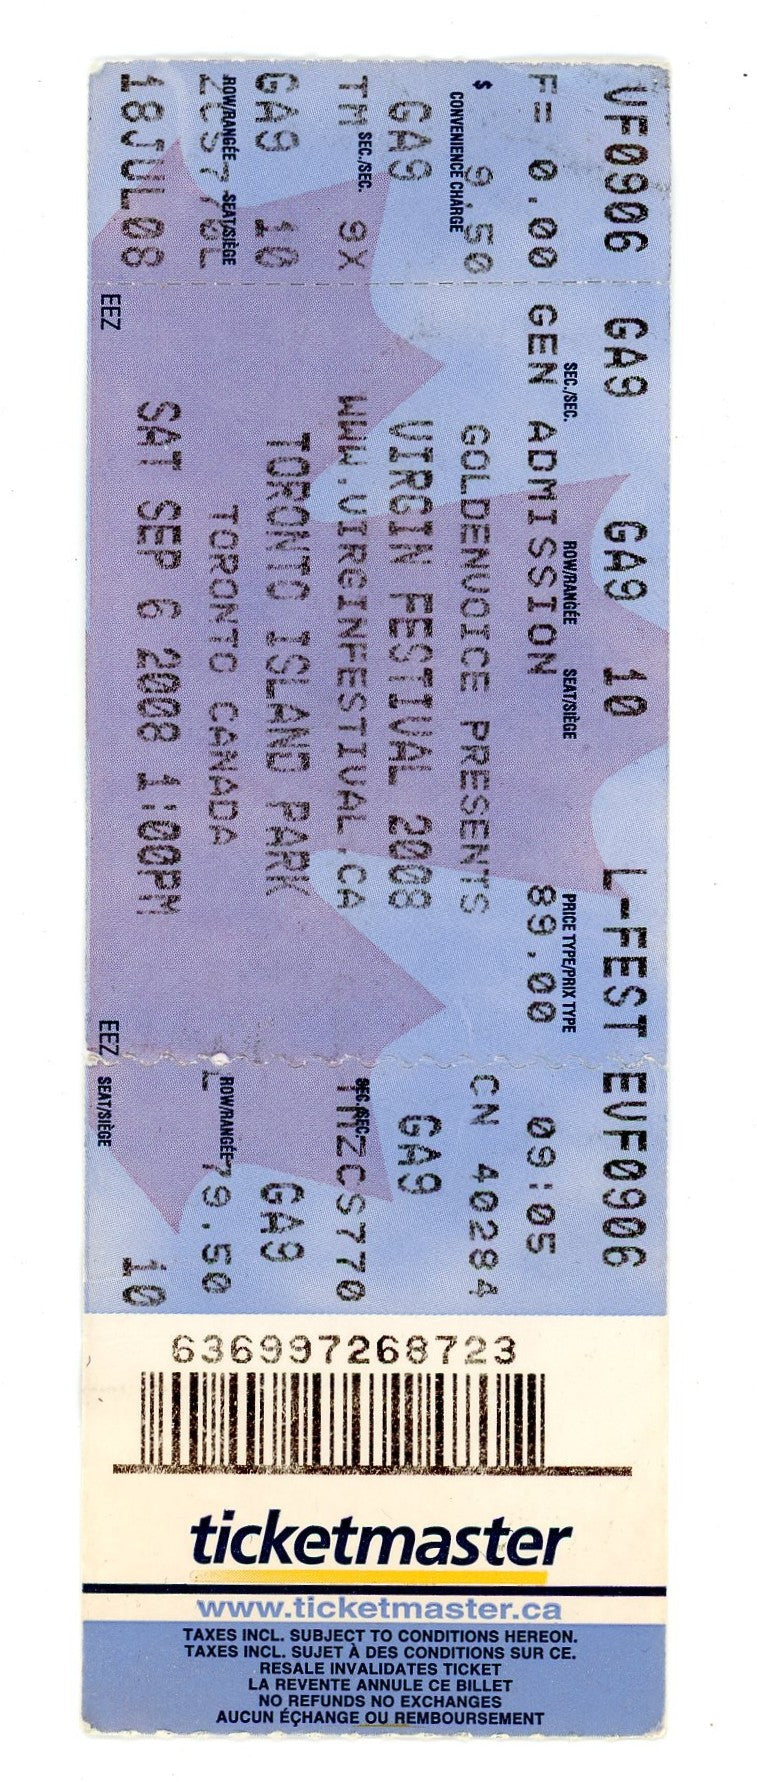 VF0906 GA9 GA9 10 L-FEST EVF0906
SEC./SEC. ROW/RANGÉE SEAT/SIÈGE PRICE TYPE/PRIX TYPE
F= 0.00 GEN ADMISSION 89.00 09:05
$ 9.50 GOLDENVOICE PRESENTS CN 40284
CONVENIENCE CHARGE
GA9 VIRGIN FESTIVAL 2008 GA9
SEC./SEC. SEC./SEC.
TM 9X WWW.VIRGINFESTIVAL.CA TMZCS770
GA9 10 TORONTO ISLAND PARK GA9
ROW/RANGÉE SEAT/SIÈGE ROW/RANGÉE
ZCS770L TORONTO CANADA L 79.50
18JUL08 SAT SEP 6 2008 1:00PM 10
EEZ EEZ SEAT/SIÈGE
636997268723
ticketmaster
www.ticketmaster.ca
TAXES INCL. SUBJECT TO CONDITIONS HEREON.
TAXES INCL. SUJET À DES CONDITIONS SUR CE.
RESALE INVALIDATES TICKET
LA REVENTE ANNULE CE BILLET
NO REFUNDS NO EXCHANGES
AUCUN ÉÇHANGE OU REMBOURSEMENT